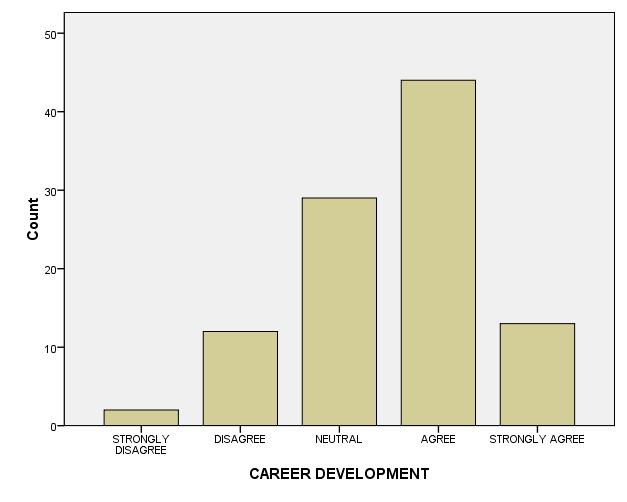 50
40
30
20
10
0
Count
STRONGLY
DISAGREE
DISAGREE
NEUTRAL
AGREE
STRONGLY AGREE
CAREER DEVELOPMENT